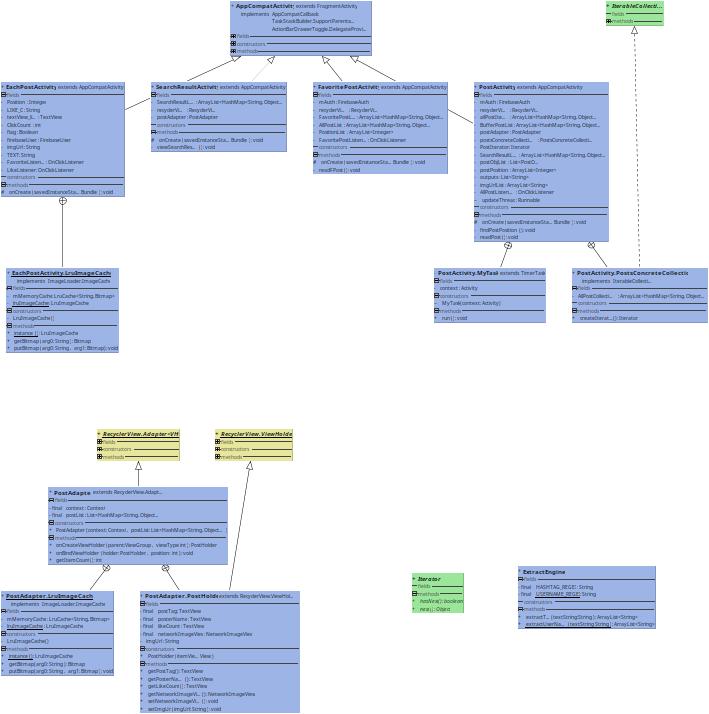 AppCompatActivity extends FragmentActivity
implements AppCompatCallback
TaskStackBuilder.SupportParenta...
ActionBarDrawerToggle.DelegateProvi...
fields
constructors
methods
IterableCollecti...
fields
constructors
methods
EachPostActivity extends AppCompatActivity
fields
- Position : Integer
- LIKE_C : String
- textView_li... : TextView
- ClickCount : int
- flag : Boolean
- firebaseUser : FirebaseUser
- imgUrl : String
- TEXT : String
- FavoriteListen... : OnClickListener
- LikeListener : OnClickListener
constructors
methods
# onCreate (savedInstanceSta... Bundle ) : void
SearchResultActivity extends AppCompatActivity
fields
- SearchResultL... : ArrayList<HashMap<String, Object...
- recyclerVi... : RecyclerVi...
- postAdapter : PostAdapter
constructors
methods
# onCreate (savedInstanceSta... Bundle ) : void
- viewSearchRes... () : void
FavoritePostActivity extends AppCompatActivity
fields
- mAuth : FirebaseAuth
- recyclerVi... : RecyclerVi...
- FavoritePostL... : ArrayList<HashMap<String, Object...
- AllPostList : ArrayList<HashMap<String, Object...
- PositionList : ArrayList<Integer>
- FavoritePostListen... : OnClickListener
constructors
methods
# onCreate (savedInstanceSta... Bundle ) : void
- readFPost () : void
PostActivity extends AppCompatActivity
fields
- mAuth : FirebaseAuth
- recyclerVi... : RecyclerVi...
- allPostDa... : ArrayList<HashMap<String, Object...
- BufferPostList : ArrayList<HashMap<String, Object...
- postAdapter : PostAdapter
- postsConcreteCollecti... : PostsConcreteCollecti...
- PostIterator : Iterator
- SearchResultL... : ArrayList<HashMap<String, Object...
- postObjList : List<PostO...
- postPosition : ArrayList<Integer>
- outputs : List<String>
- imgUrlList : ArrayList<String>
- AllPostListen... : OnClickListener
- updateThread : Runnable
constructors
methods
# onCreate (savedInstanceSta... Bundle ) : void
- findPostPosition () : void
- readPost () : void
EachPostActivity.LruImageCach
implements ImageLoader.ImageCache
fields
- mMemoryCache : LruCache<String, Bitmap>
- lruImageCache : LruImageCache
constructors
- LruImageCache()
methods
+ instance () : LruImageCache
+ getBitmap (arg0: String) : Bitmap
+ putBitmap (arg0: String, arg1: Bitmap) : void
PostActivity.MyTask extends TimerTask
fields
- context : Activity
constructors
- MyTask (context: Activity)
methods
+ run () : void
PostActivity.PostsConcreteCollectio
implements IterableCollecti...
fields
- AllPostCollecti... : ArrayList<HashMap<String, Object...
constructors
methods
+ createIterat... () : Iterator
RecyclerView.Adapter<VH
fields
constructors
methods
RecyclerView.ViewHolde
fields
constructors
methods
PostAdapte extends RecyclerView.Adapt...
fields
- final context : Context
- final postList : List<HashMap<String, Object...
constructors
+ PostAdapter (context: Context, postList: List<HashMap<String, Object... )
methods
+ onCreateViewHolder (parent: ViewGroup, viewType: int ) : PostHolder
+ onBindViewHolder (holder: PostHolder, position: int ) : void
+ getItemCount () : int
PostAdapter.LruImageCach
implements ImageLoader.ImageCache
fields
- mMemoryCache : LruCache<String, Bitmap>
- lruImageCache : LruImageCache
constructors
- LruImageCache()
methods
+ instance () : LruImageCache
+ getBitmap (arg0: String) : Bitmap
+ putBitmap (arg0: String, arg1: Bitmap) : void
PostAdapter.PostHolde extends RecyclerView.ViewHol...
fields
- final postTag : TextView
- final posterName : TextView
- final likeCount : TextView
- final networkImageView : NetworkImageView
- imgUrl : String
constructors
+ PostHolder (itemVie... View )
methods
+ getPostTag () : TextView
+ getPosterNa... () : TextView
+ getLikeCount () : TextView
+ getNetworkImageVi... () : NetworkImageView
+ setNetworkImageVi... () : void
+ setImgUrl (imgUrl: String) : void
Iterator
fields
methods
+ hasNext () : boolean
+ next () : Object
ExtractEngine
fields
- final HASHTAG_REGE : String
- final USERNAME_REGE : String
constructors
methods
+ extractT... (text: String) : ArrayList<String>
+ extractUserNa... (text: String) : ArrayList<String>